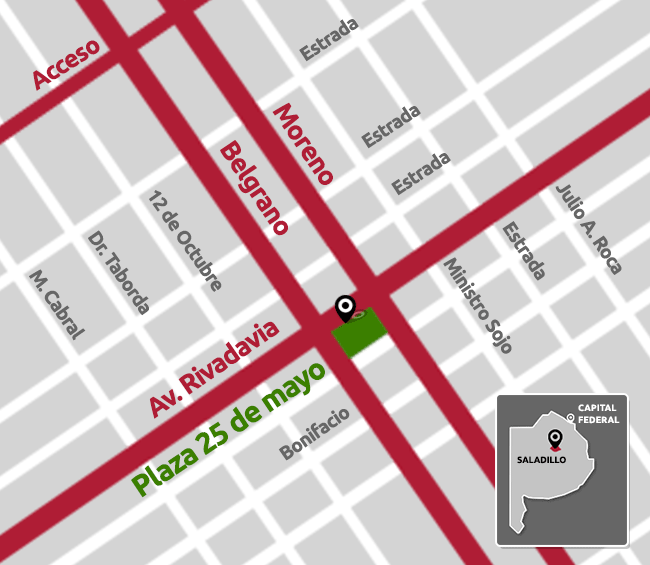 Estrada
Acceso
Moreno
Estrada
Belgrano
Estrada
12 de Octubre
Julio A. Roca
Dr. Taborda
Estrada
M. Cabral
Ministro Sojo
Av. Rivadavia
Plaza 25 de mayo
Bonifacio
CAPITAL
FEDERAL
SALADILLO